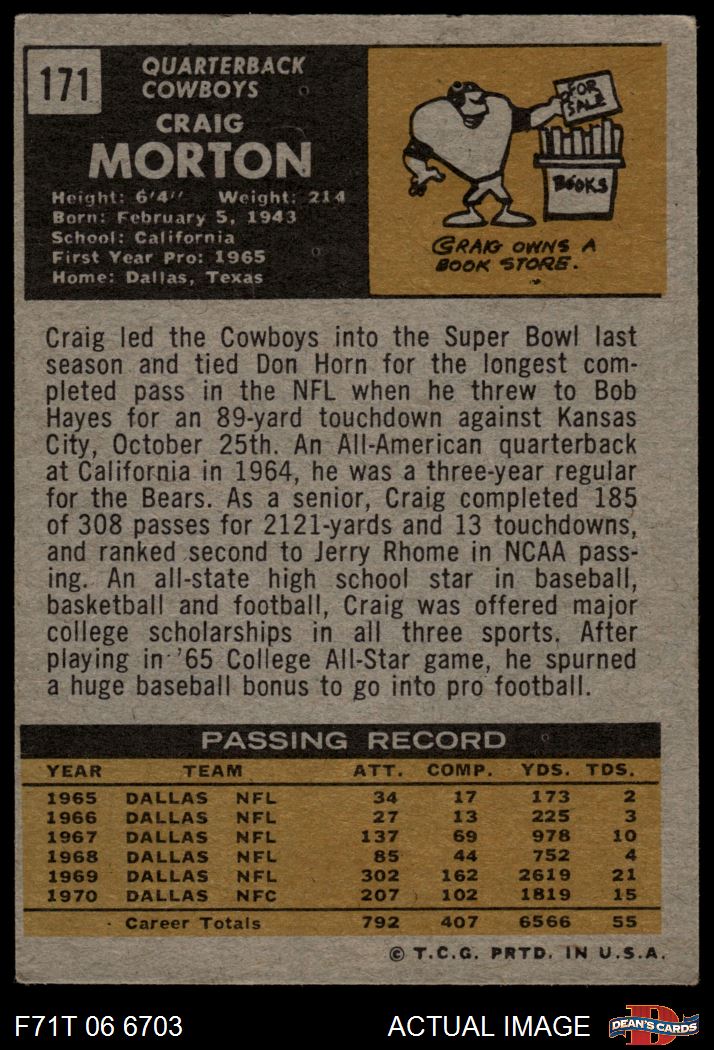 171
QUARTERBACK
COWBOYS
CRAIG
MORTON
Height: 6'4" Weight: 214
Born: February 5, 1943
School: California
First Year Pro: 1965
Home: Dallas, Texas
FOR
SALE
BOOKS
CRAIG OWNS A
BOOK STORE.
Craig led the Cowboys into the Super Bowl last
season and tied Don Horn for the longest com-
pleted pass in the NFL when he threw to Bob
Hayes for an 89-yard touchdown against Kansas
City, October 25th. An All-American quarterback
at California in 1964, he was a three-year regular
for the Bears. As a senior, Craig completed 185
of 308 passes for 2121-yards and 13 touchdowns,
and ranked second to Jerry Rhome in NCAA pass-
ing. An all-state high school star in baseball,
basketball and football, Craig was offered major
college scholarships in all three sports. After
playing in '65 College All-Star game, he spurned
a huge baseball bonus to go into pro football.
PASSING RECORD
YEAR TEAM ATT. COMP. YDS. TDS.
1965 DALLAS NFL 34 17 173 2
1966 DALLAS NFL 27 13 225 3
1967 DALLAS NFL 137 69 978 10
1968 DALLAS NFL 85 44 752 4
1969 DALLAS NFL 302 162 2619 21
1970 DALLAS NFC 207 102 1819 15
Career Totals 792 407 6566 55
© T.C.G. PRTD. IN U.S.A.
F71T 06 6703 ACTUAL IMAGE
D
DEAN'S CARDS